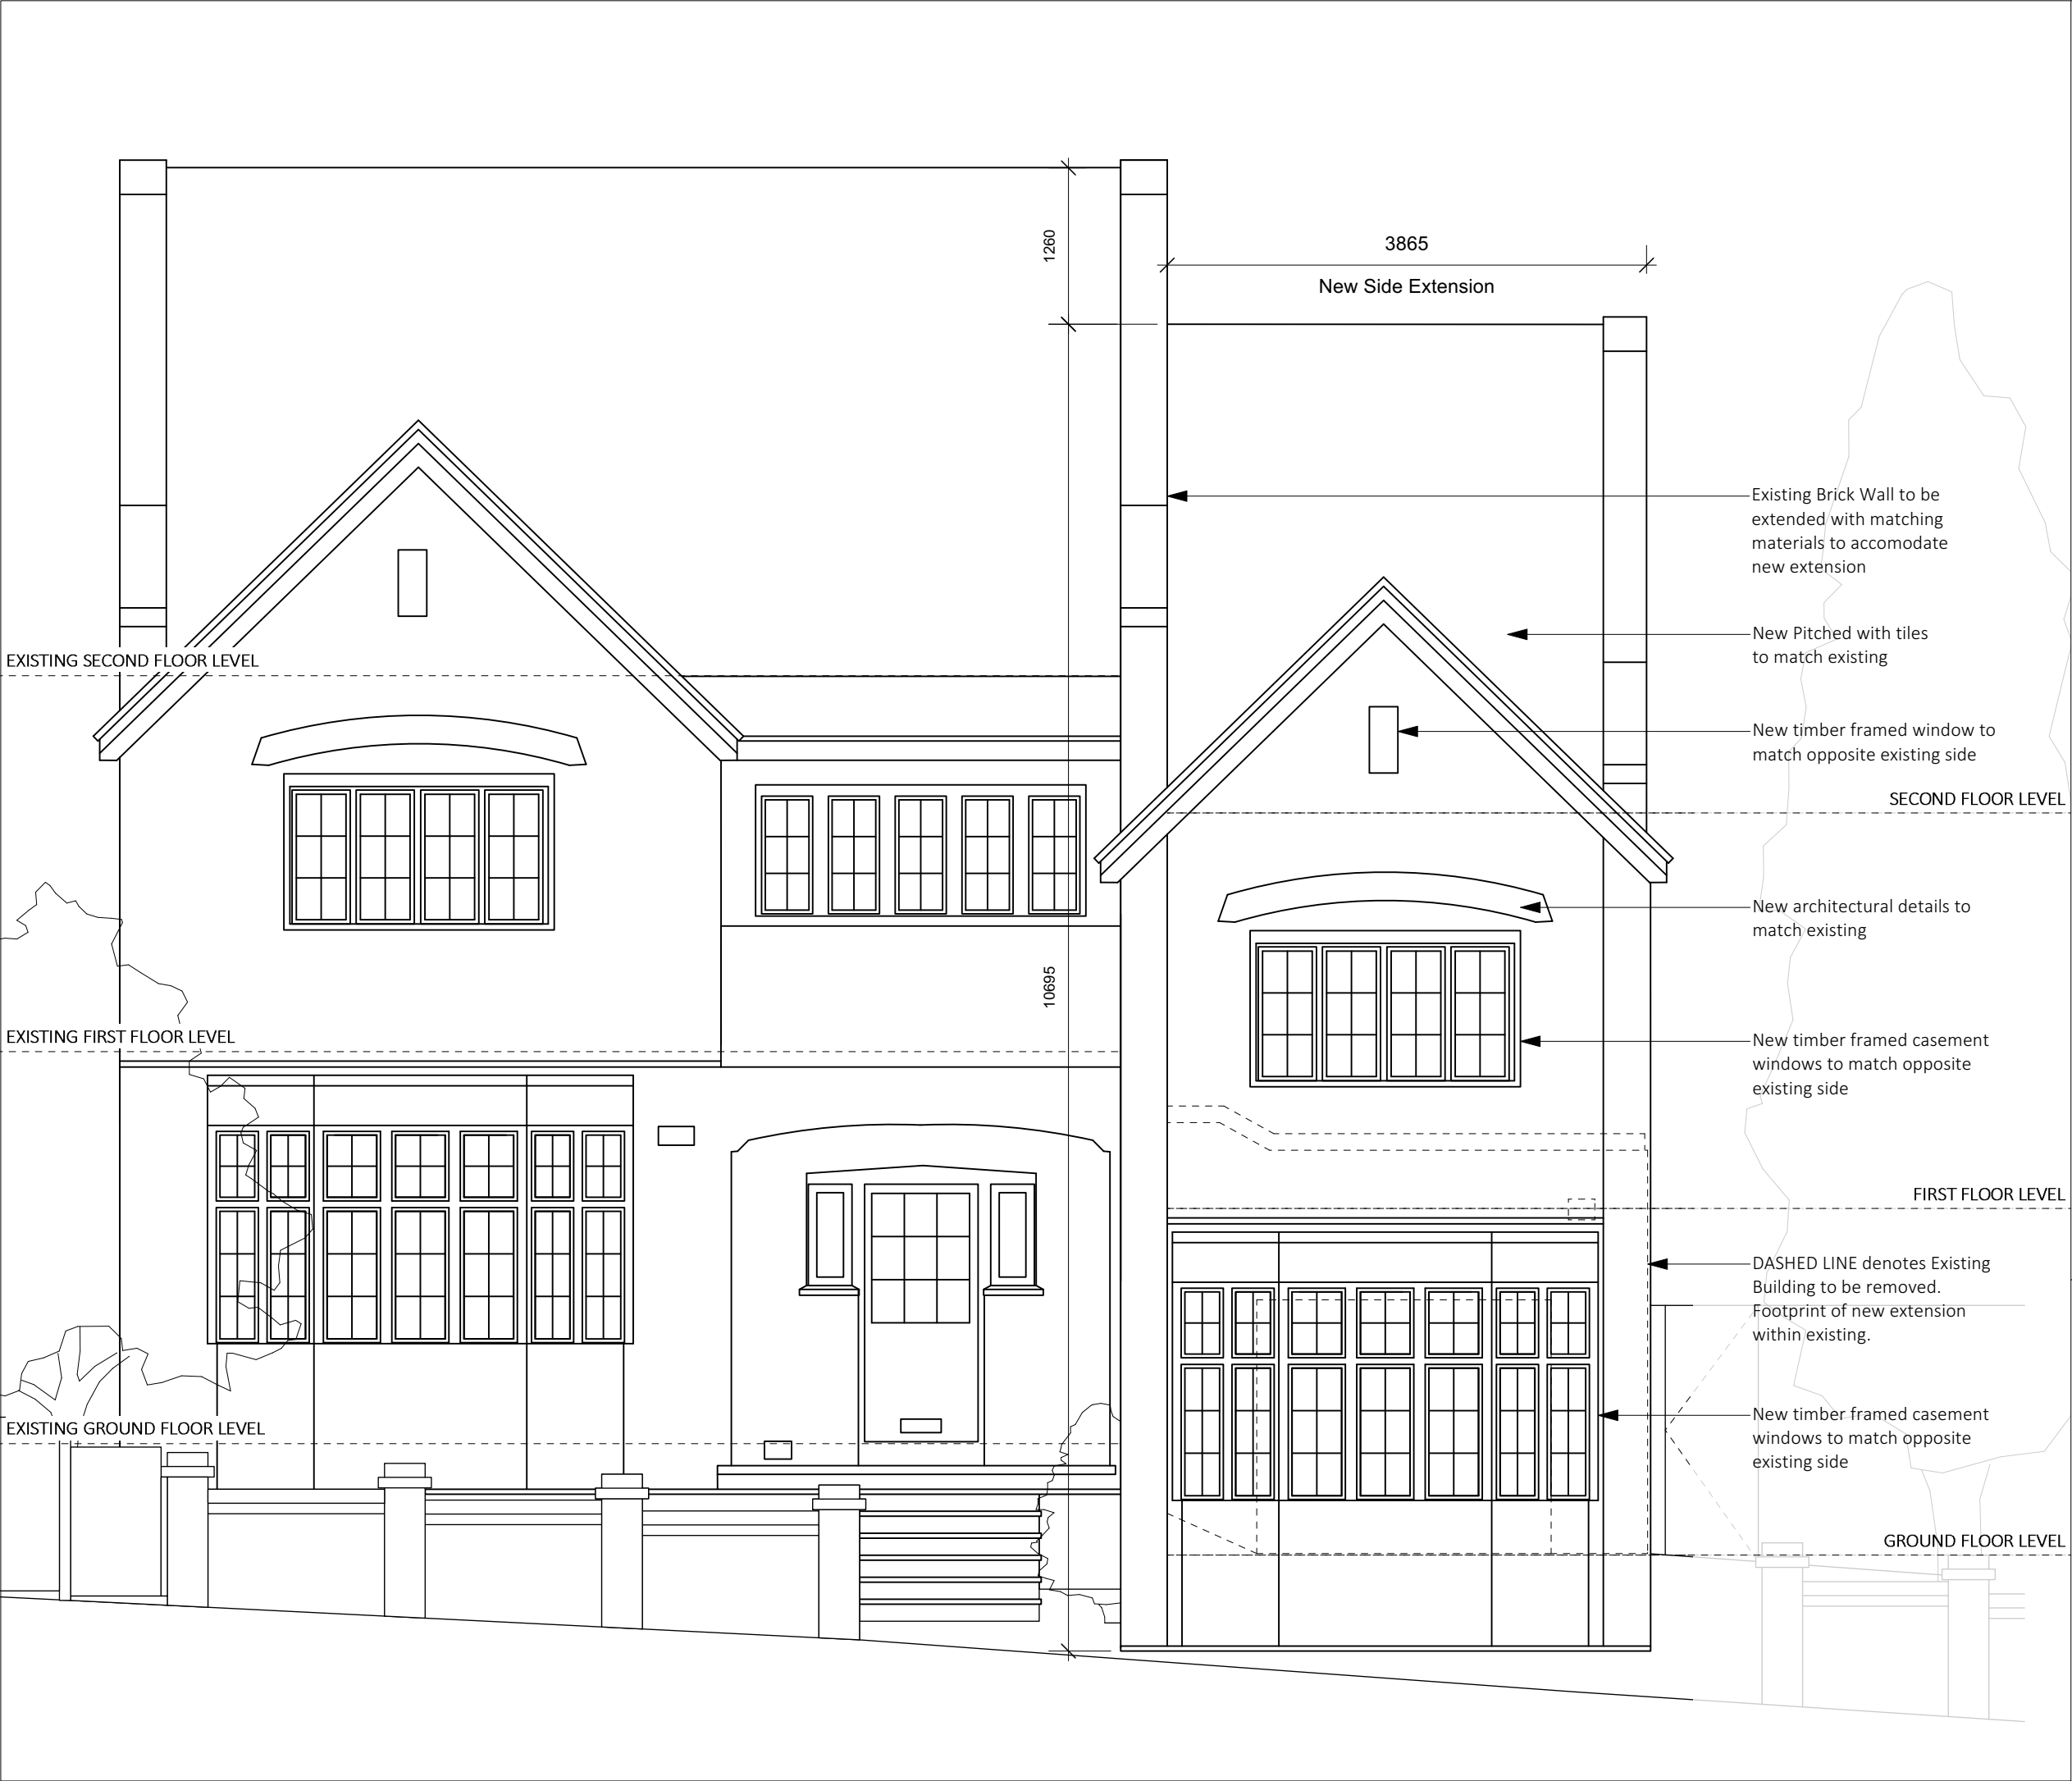 1260
3865
New Side Extension
Existing Brick Wall to be
extended with matching
materials to accomodate
new extension
New Pitched with tiles
to match existing
EXISTING SECOND FLOOR LEVEL
New timber framed window to
match opposite existing side
SECOND FLOOR LEVEL
New architectural details to
match existing
10695
EXISTING FIRST FLOOR LEVEL
New timber framed casement
windows to match opposite
existing side
FIRST FLOOR LEVEL
DASHED LINE denotes Existing
Building to be removed.
Footprint of new extension
within existing.
EXISTING GROUND FLOOR LEVEL
New timber framed casement
windows to match opposite
existing side
GROUND FLOOR LEVEL